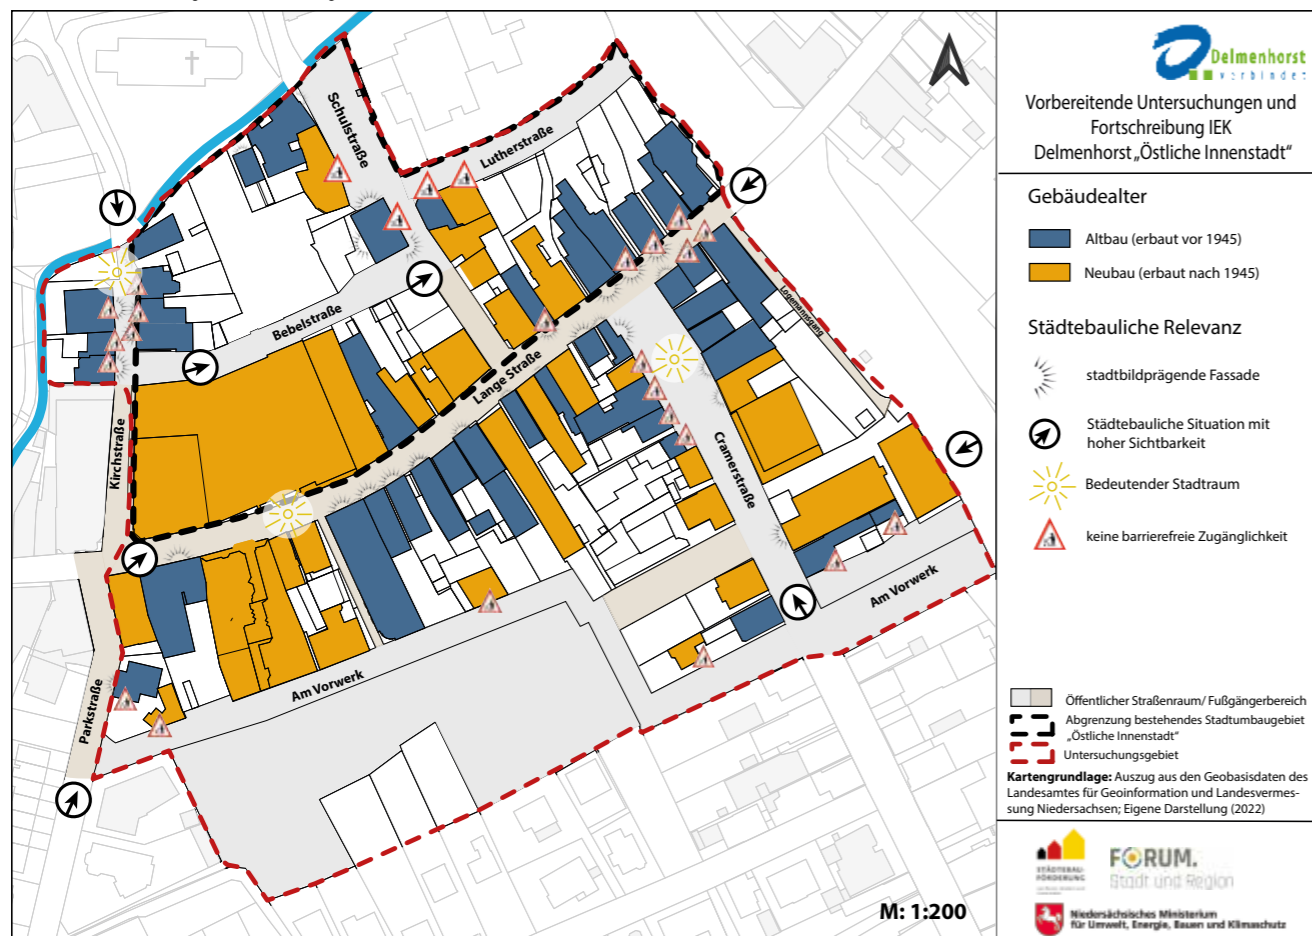 Schulstraße
Lutherstraße
Bebelstraße
Lange Straße
Logemannsgang
Kirchstraße
Cramerstraße
Am Vorwerk
Am Vorwerk
Parkstraße
M: 1:200
Delmenhorst
verbindet
Vorbereitende Untersuchungen und
Fortschreibung IEK
Delmenhorst „Östliche Innenstadt“
Gebäudealter
Altbau (erbaut vor 1945)
Neubau (erbaut nach 1945)
Städtebauliche Relevanz
stadtbildprägende Fassade
Städtebauliche Situation mit
hoher Sichtbarkeit
Bedeutender Stadtraum
keine barrierefreie Zugänglichkeit
Öffentlicher Straßenraum/ Fußgängerbereich
Abgrenzung bestehendes Stadtumbaugebiet
„Östliche Innenstadt“
Untersuchungsgebiet
Kartengrundlage: Auszug aus den Geobasisdaten des
Landesamtes für Geoinformation und Landesvermes-
sung Niedersachsen; Eigene Darstellung (2022)
STÄDTEBAU-
FÖRDERUNG
FORUM.
Stadt und Region
Niedersächsisches Ministerium
für Umwelt, Energie, Bauen und Klimaschutz